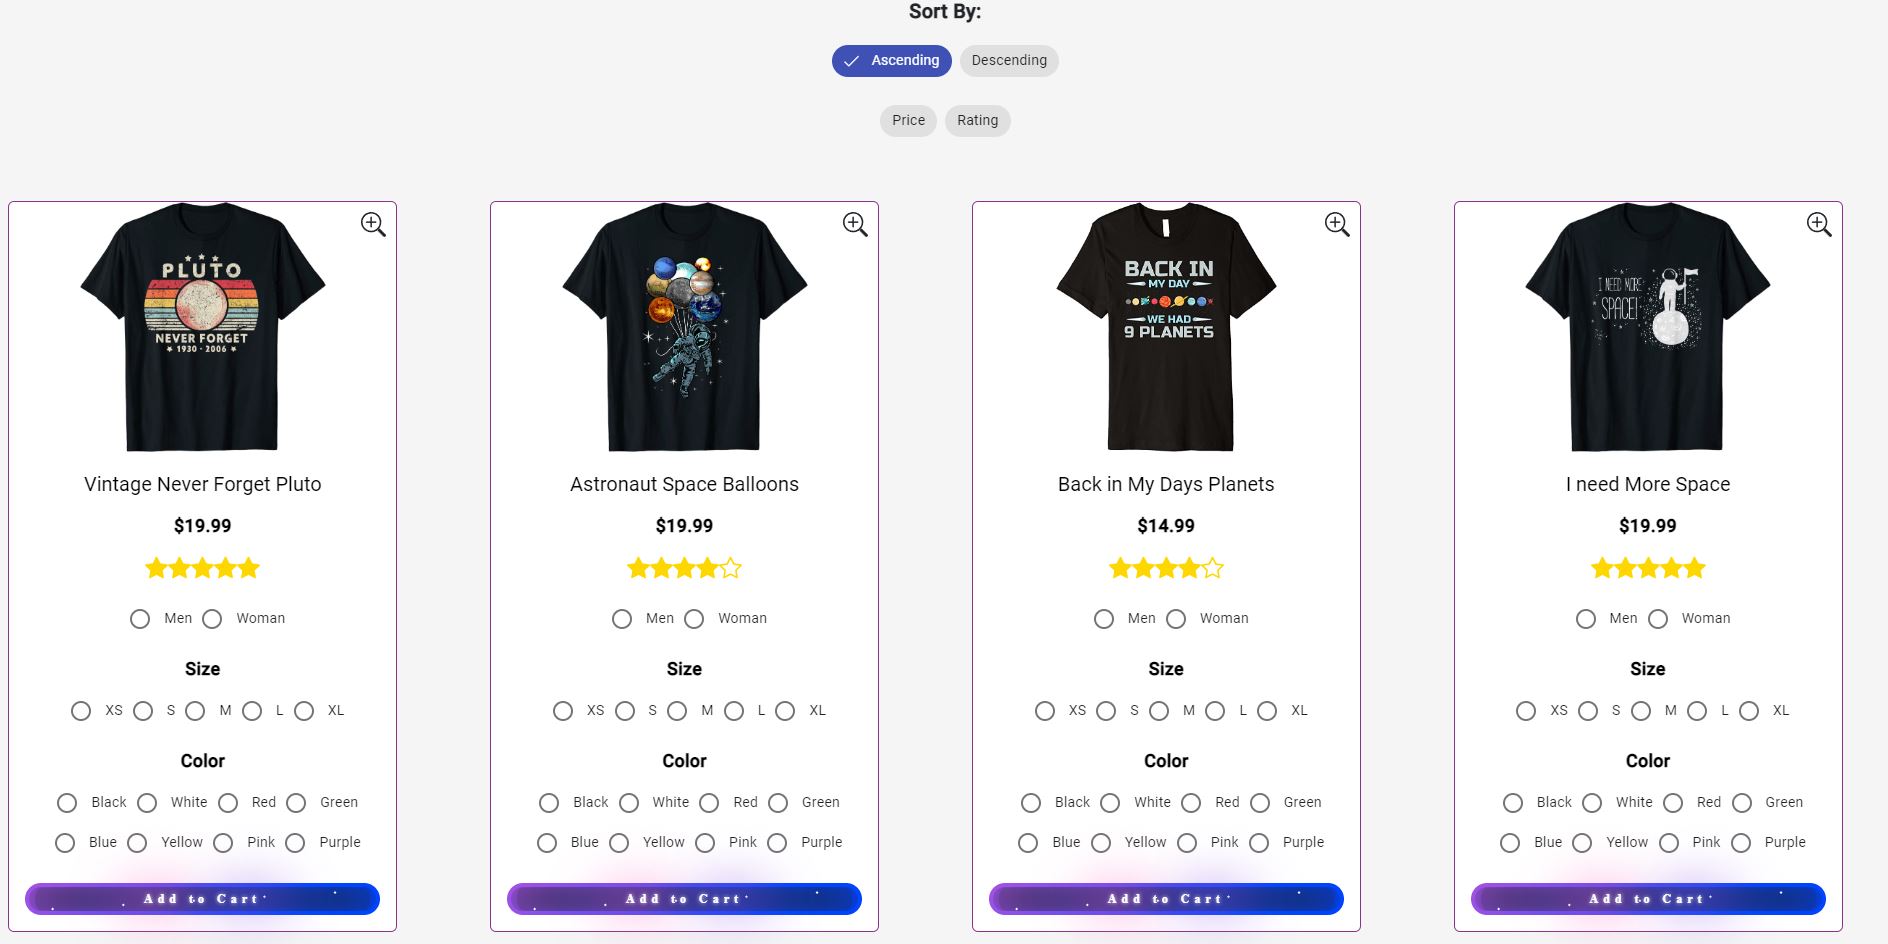 Sort By:
Ascending Descending
Price Rating
PLUTO
NEVER FORGET
1930 - 2006
Vintage Never Forget Pluto
$19.99
Men Woman
Size
XS S M L XL
Color
Black White Red Green
Blue Yellow Pink Purple
Add to Cart
Astronaut Space Balloons
$19.99
Men Woman
Size
XS S M L XL
Color
Black White Red Green
Blue Yellow Pink Purple
Add to Cart
BACK IN
MY DAY
WE HAD
9 PLANETS
Back in My Days Planets
$14.99
Men Woman
Size
XS S M L XL
Color
Black White Red Green
Blue Yellow Pink Purple
Add to Cart
I NEED MORE
SPACE!
I need More Space
$19.99
Men Woman
Size
XS S M L XL
Color
Black White Red Green
Blue Yellow Pink Purple
Add to Cart